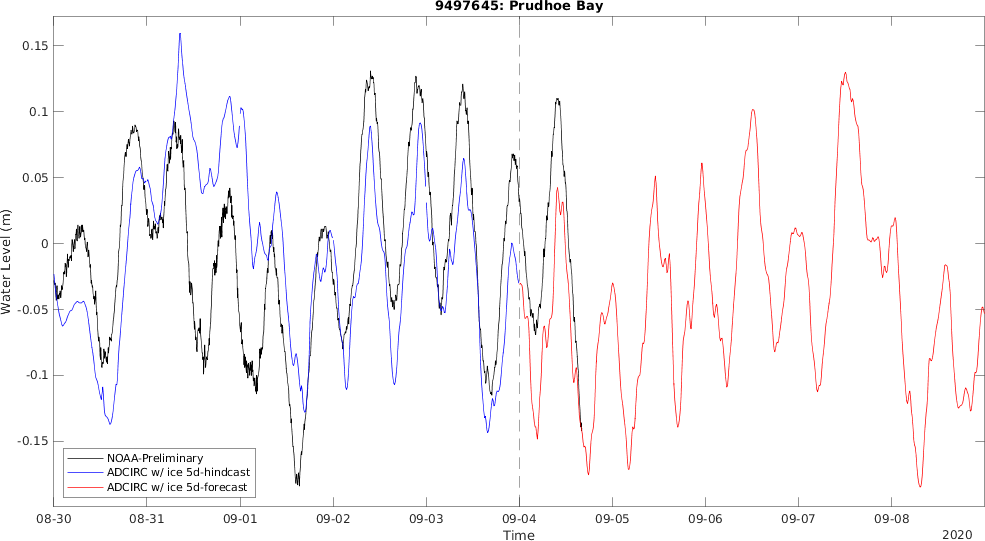 9497645: Prudhoe Bay
0.15
0.1
0.05
0
-0.05
-0.1
-0.15
Water Level (m)
NOAA-Preliminary
ADCIRC w/ ice 5d-hindcast
ADCIRC w/ ice 5d-forecast
08-30 08-31 09-01 09-02 09-03 09-04 09-05 09-06 09-07 09-08
Time
2020